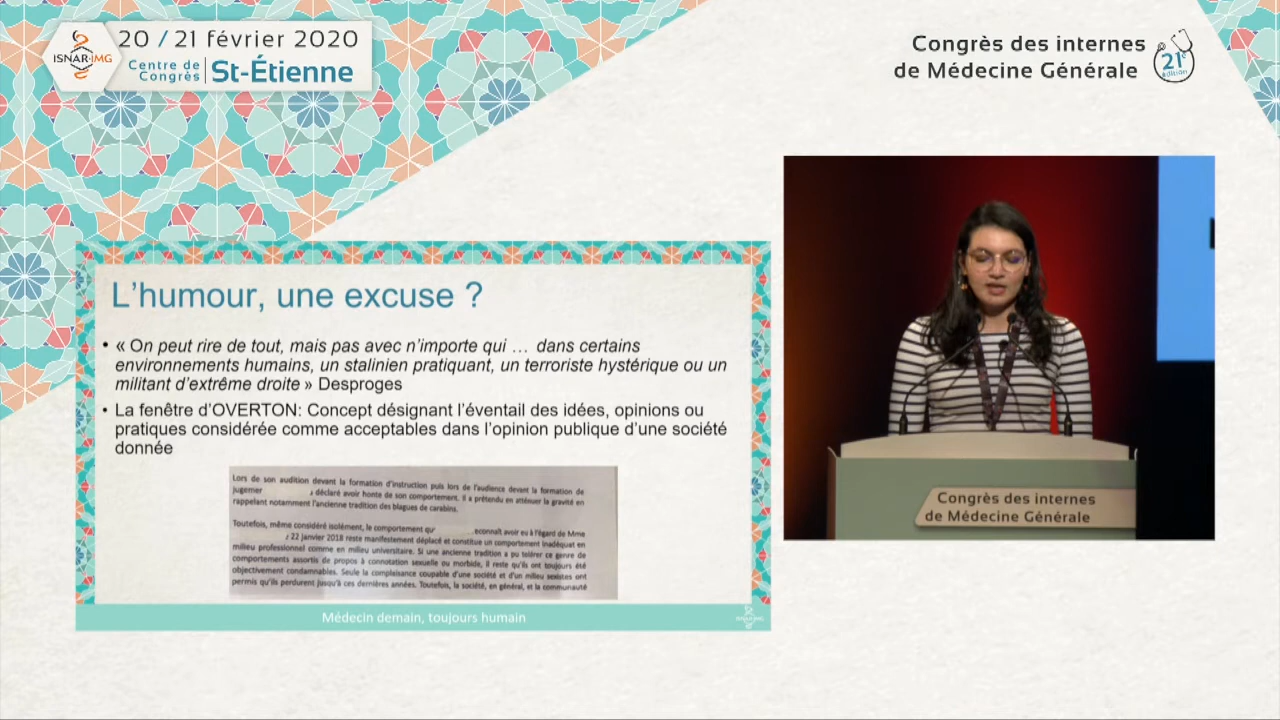 20 / 21 février 2020
ISNAR-IMG
Centre de
Congrès
St-Étienne
Congrès des internes
de Médecine Générale
21e
édition
L'humour, une excuse ?
• « On peut rire de tout, mais pas avec n'importe qui … dans certains
environnements humains, un stalinien pratiquant, un terroriste hystérique ou un
militant d'extrême droite » Desproges
• La fenêtre d'OVERTON: Concept désignant l'éventail des idées, opinions ou
pratiques considérée comme acceptables dans l'opinion publique d'une société
donnée
Lors de son audition devant la formation d'instruction puis lors de l'audience devant la formation de
jugemer déclaré avoir honte de son comportement. Il a prétendu en atténuer la gravité en
rappelant notamment l'ancienne tradition des blagues de carabins.
Toutefois, même considéré isolément, le comportement qu' econnaît avoir eu à l'égard de Mme
22 janvier 2018 reste manifestement déplacé et constitue un comportement inadéquat en
milieu professionnel comme en milieu universitaire. Si une ancienne tradition a pu tolérer ce genre de
comportements assortis de propos à connotation sexuelle ou morbide, il reste qu'ils ont toujours été
objectivement condamnables. Seule la complaisance coupable d'une société et d'un milieu sexistes ont
permis qu'ils perdurent jusqu'à ces dernières années. Toutefois, la société, en général, et la communauté
Médecin demain, toujours humain
ISNAR-IMG
Congrès des internes
de Médecine Générale